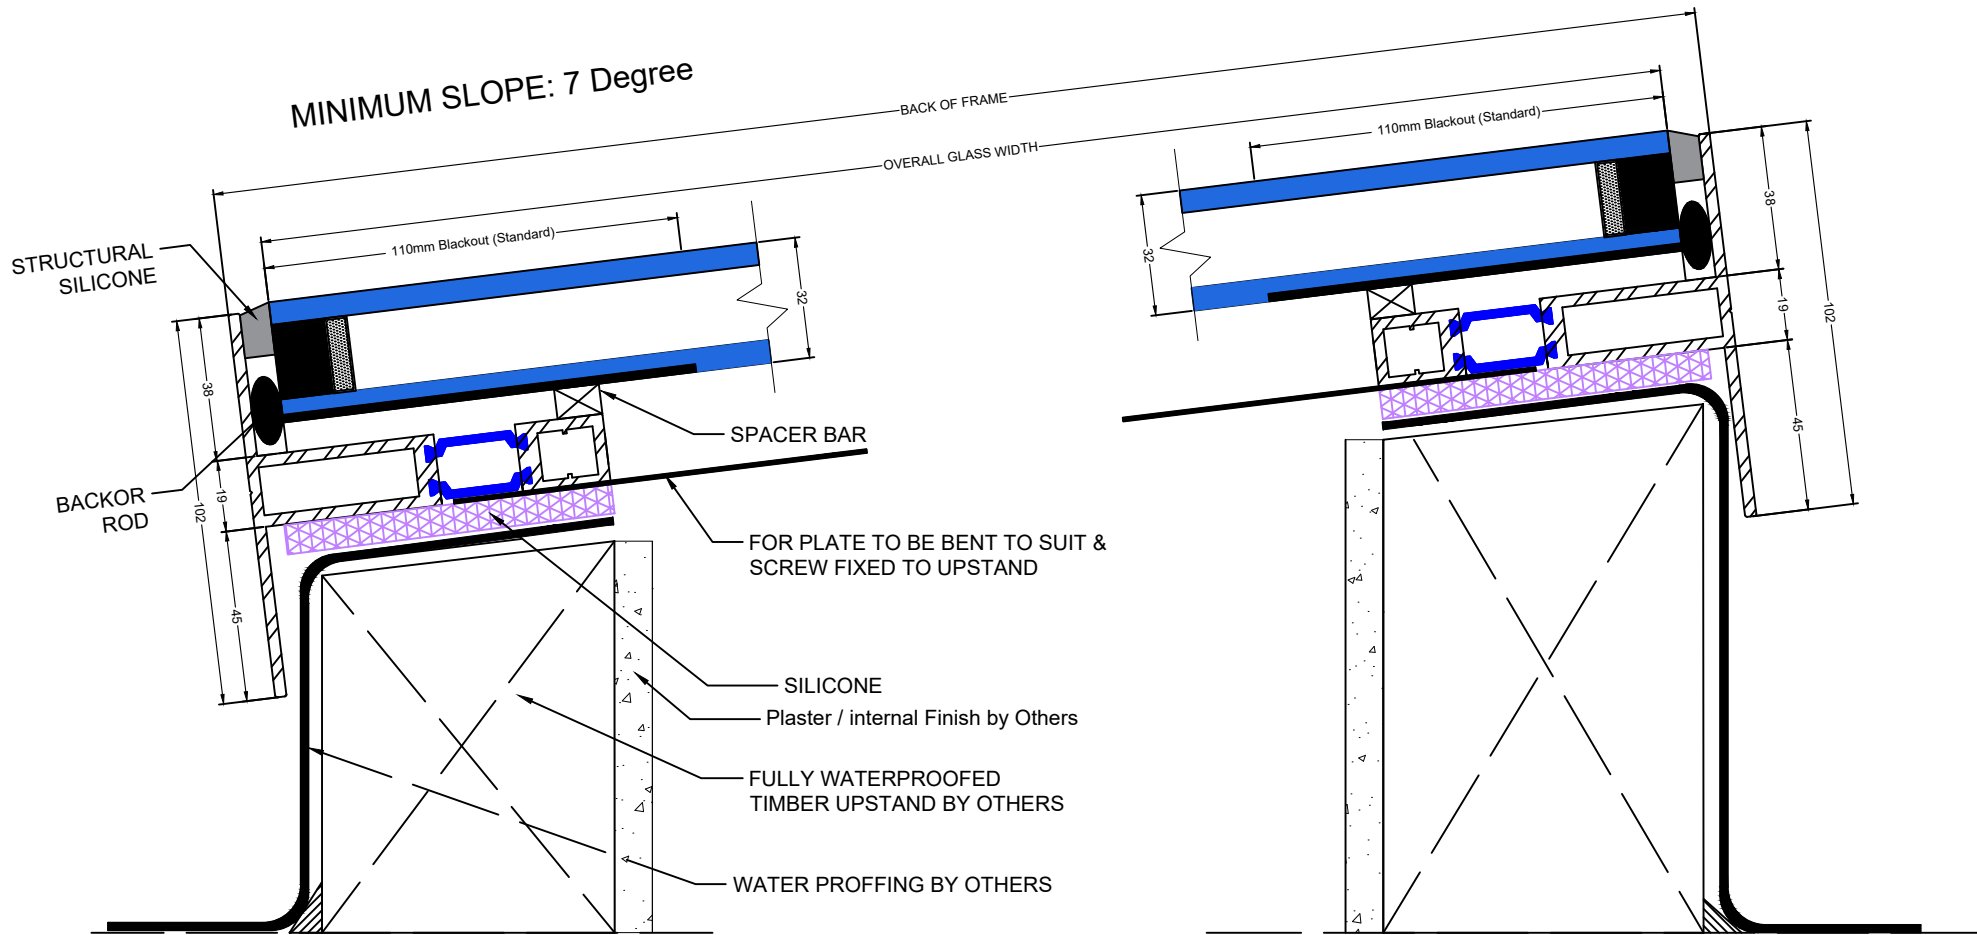 MINIMUM SLOPE: 7 Degree
BACK OF FRAME
OVERALL GLASS WIDTH
110mm Blackout (Standard)
110mm Blackout (Standard)
STRUCTURAL
SILICONE
32
32
38
19
102
45
38
19
102
45
BACKOR
ROD
SPACER BAR
FOR PLATE TO BE BENT TO SUIT &
SCREW FIXED TO UPSTAND
SILICONE
Plaster / internal Finish by Others
FULLY WATERPROOFED
TIMBER UPSTAND BY OTHERS
WATER PROFFING BY OTHERS